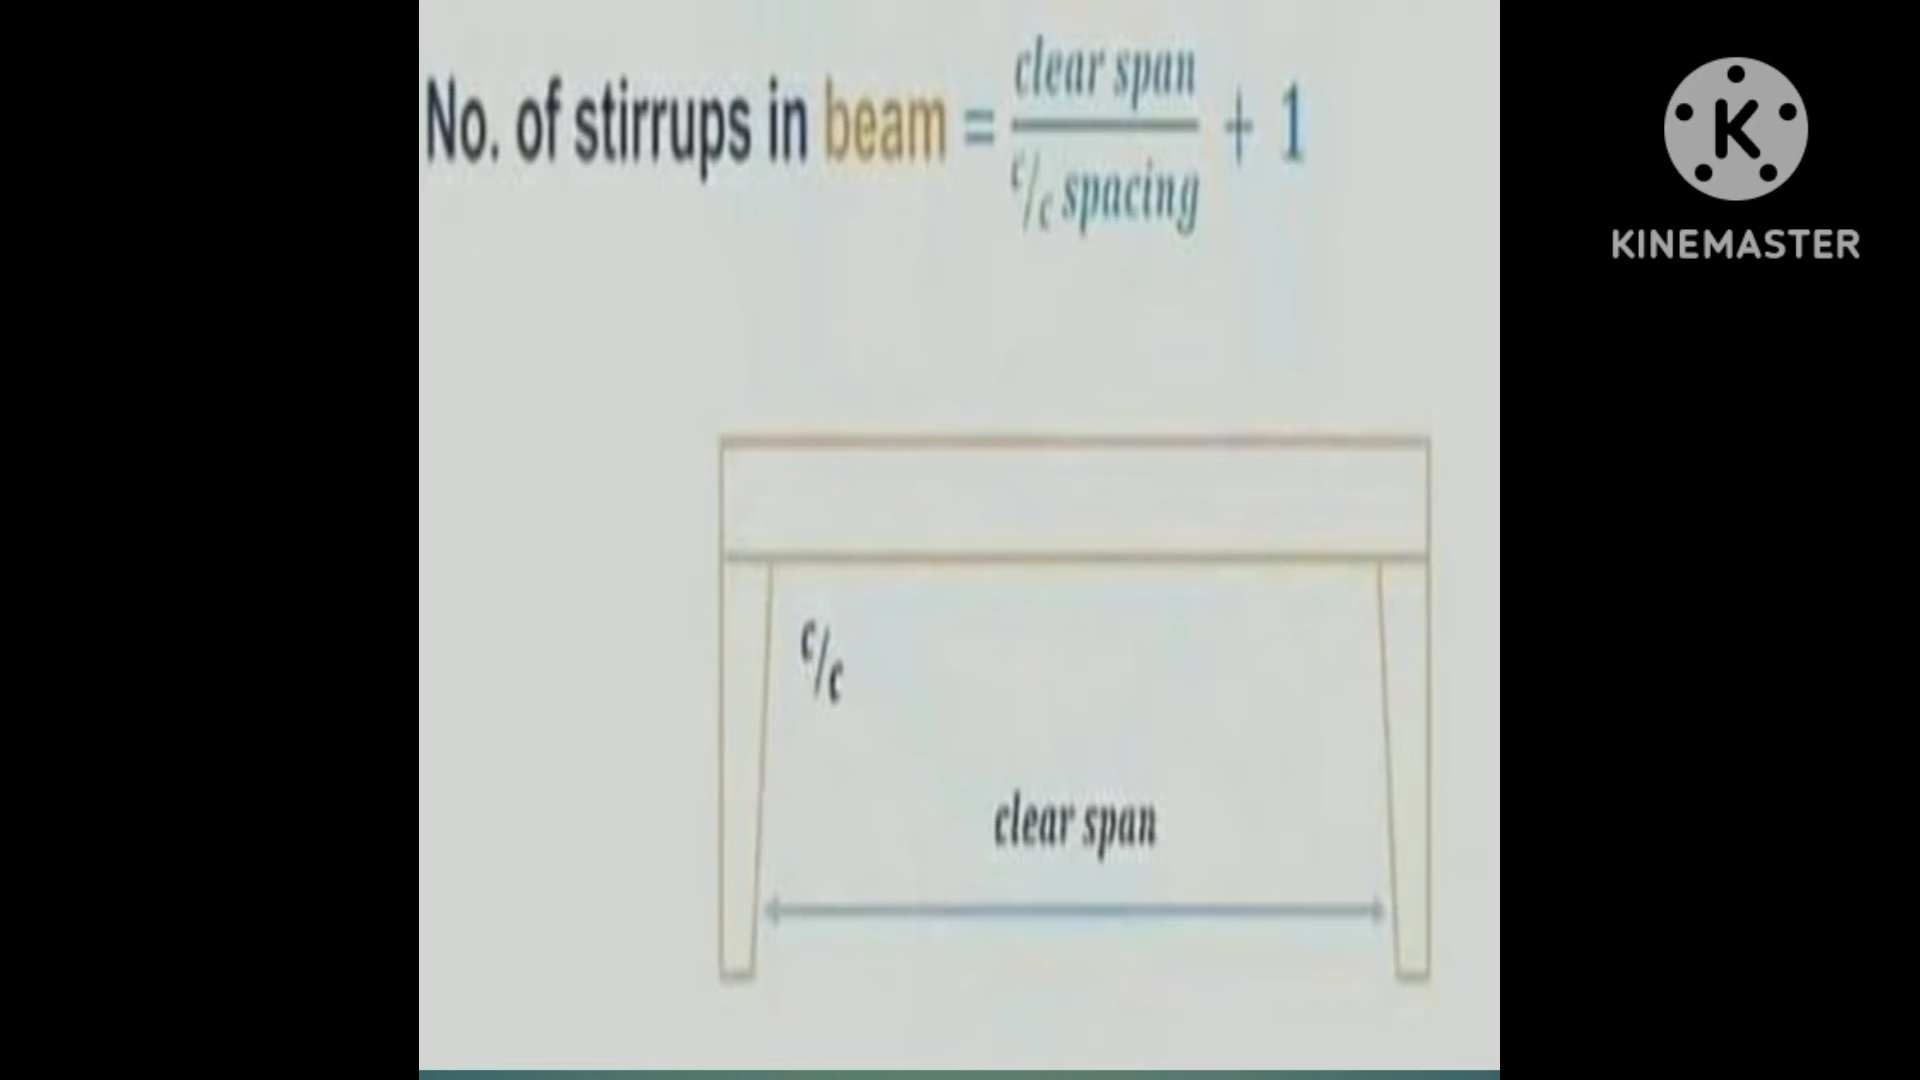 No. of stirrups in beam = clear span / c/c spacing + 1
c/c
clear span
K
KINEMASTER